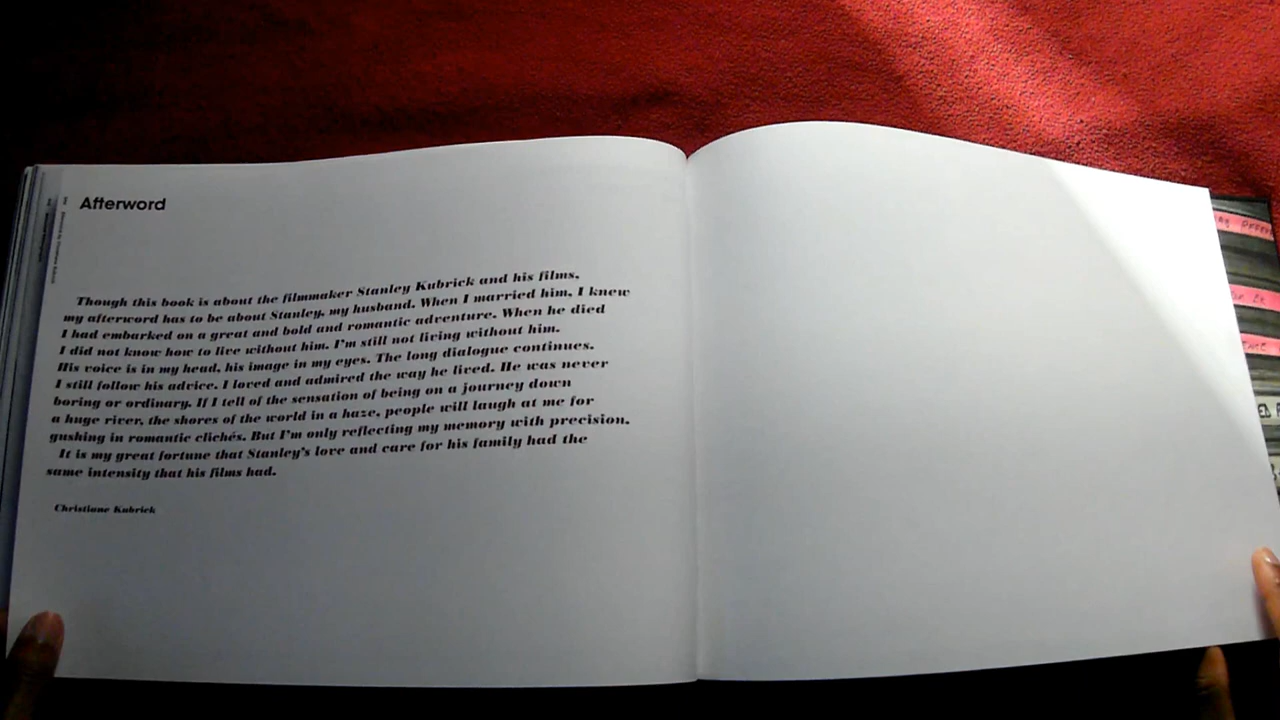 Afterword
Though this book is about the filmmaker Stanley Kubrick and his films,
my afterword has to be about Stanley, my husband. When I married him, I knew
I had embarked on a great and bold and romantic adventure. When he died
I did not know how to live without him. I'm still not living without him.
His voice is in my head, his image in my eyes. The long dialogue continues.
I still follow his advice. I loved and admired the way he lived. He was never
boring or ordinary. If I tell of the sensation of being on a journey down
a huge river, the shores of the world in a haze, people will laugh at me for
gushing in romantic clichés. But I'm only reflecting my memory with precision.
It is my great fortune that Stanley's love and care for his family had the
same intensity that his films had.
Christiane Kubrick